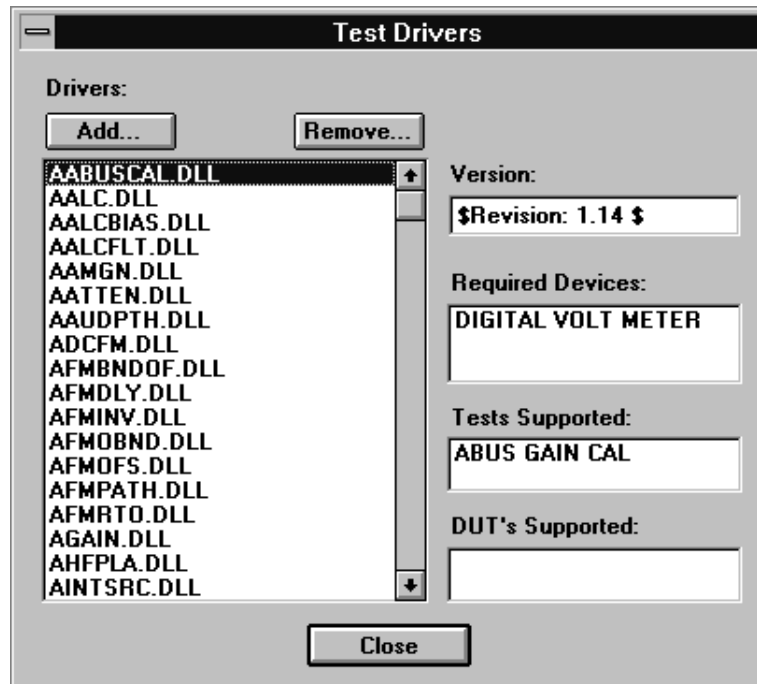 Test Drivers
Drivers:
Add...
Remove...
AABUSCAL.DLL
AALC.DLL
AALCBIAS.DLL
AALCFLT.DLL
AAMGN.DLL
AATTEN.DLL
AAUDPTH.DLL
ADCFM.DLL
AFMBNDOF.DLL
AFMDLY.DLL
AFMINV.DLL
AFMOBND.DLL
AFMOFS.DLL
AFMPATH.DLL
AFMRTO.DLL
AGAIN.DLL
AHFPLA.DLL
AINTSRC.DLL
Version:
$Revision: 1.14 $
Required Devices:
DIGITAL VOLT METER
Tests Supported:
ABUS GAIN CAL
DUT's Supported:
Close